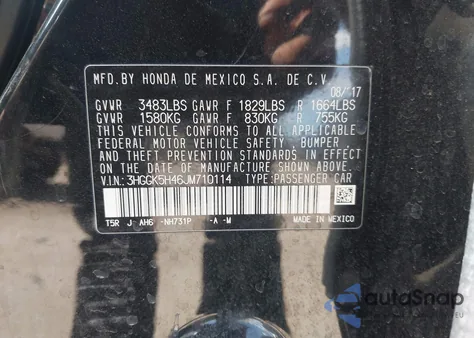 MFD.BY HONDA DE MEXICO S.A. DE C.V.
08/17
GVWR 3483LBS GAWR F 1829LBS R 1664LBS
GVWR 1580KG GAWR F 830KG R 755KG
THIS VEHICLE CONFORMS TO ALL APPLICABLE
FEDERAL MOTOR VEHICLE SAFETY, BUMPER,
AND THEFT PREVENTION STANDARDS IN EFFECT
ON THE DATE OF MANUFACTURE SHOWN ABOVE.
V.I.N: 3HGGK5H46JM710114 TYPE:PASSENGER CAR
T5R J- AH6 -NH731P -A -M MADE IN MEXICO
autoSnap
EU